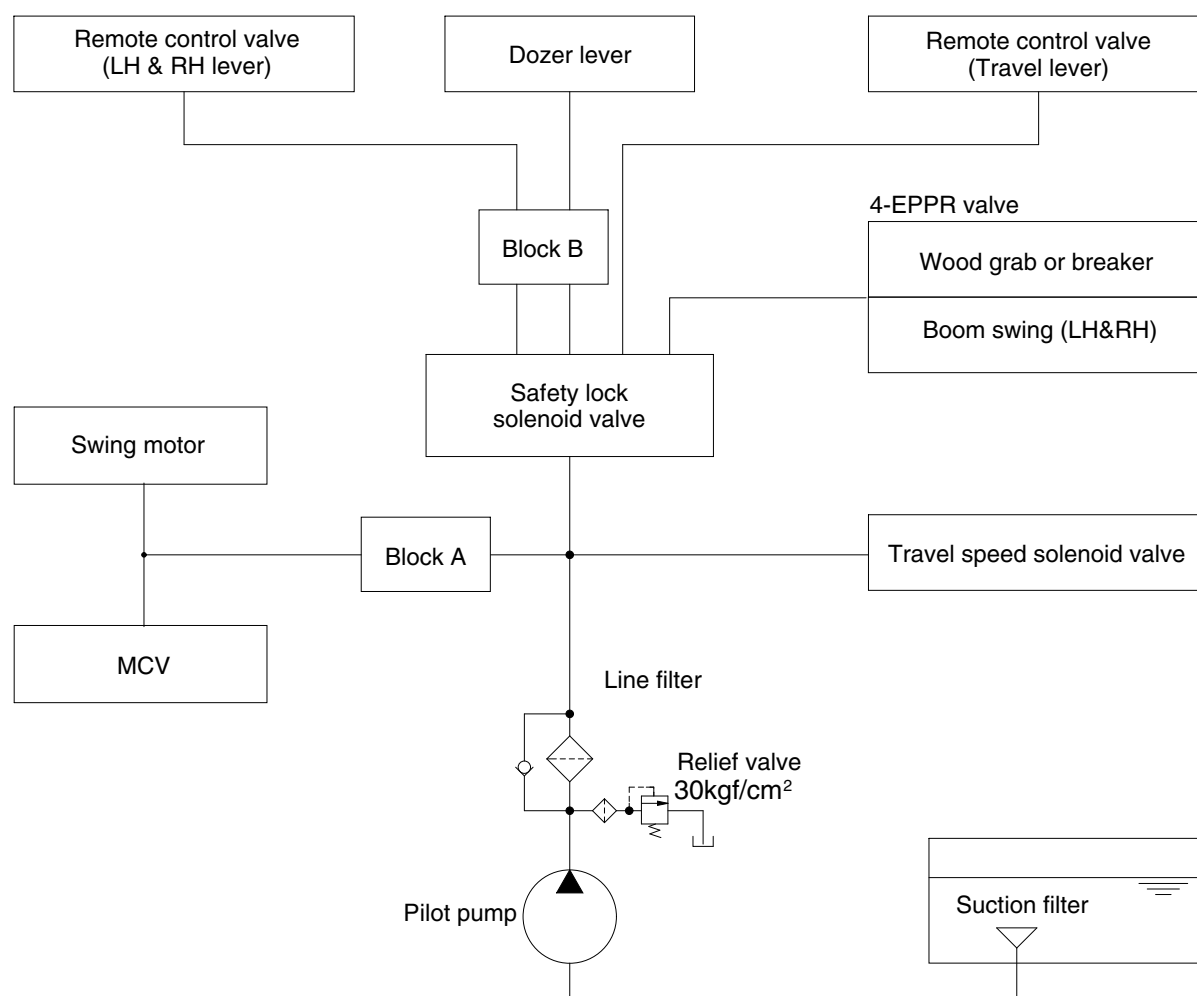 Remote control valve
(LH & RH lever)
Dozer lever
Remote control valve
(Travel lever)
4-EPPR valve
Block B
Wood grab or breaker
Boom swing (LH&RH)
Safety lock
solenoid valve
Swing motor
Block A
Travel speed solenoid valve
MCV
Line filter
Relief valve
30kgf/cm²
Pilot pump
Suction filter